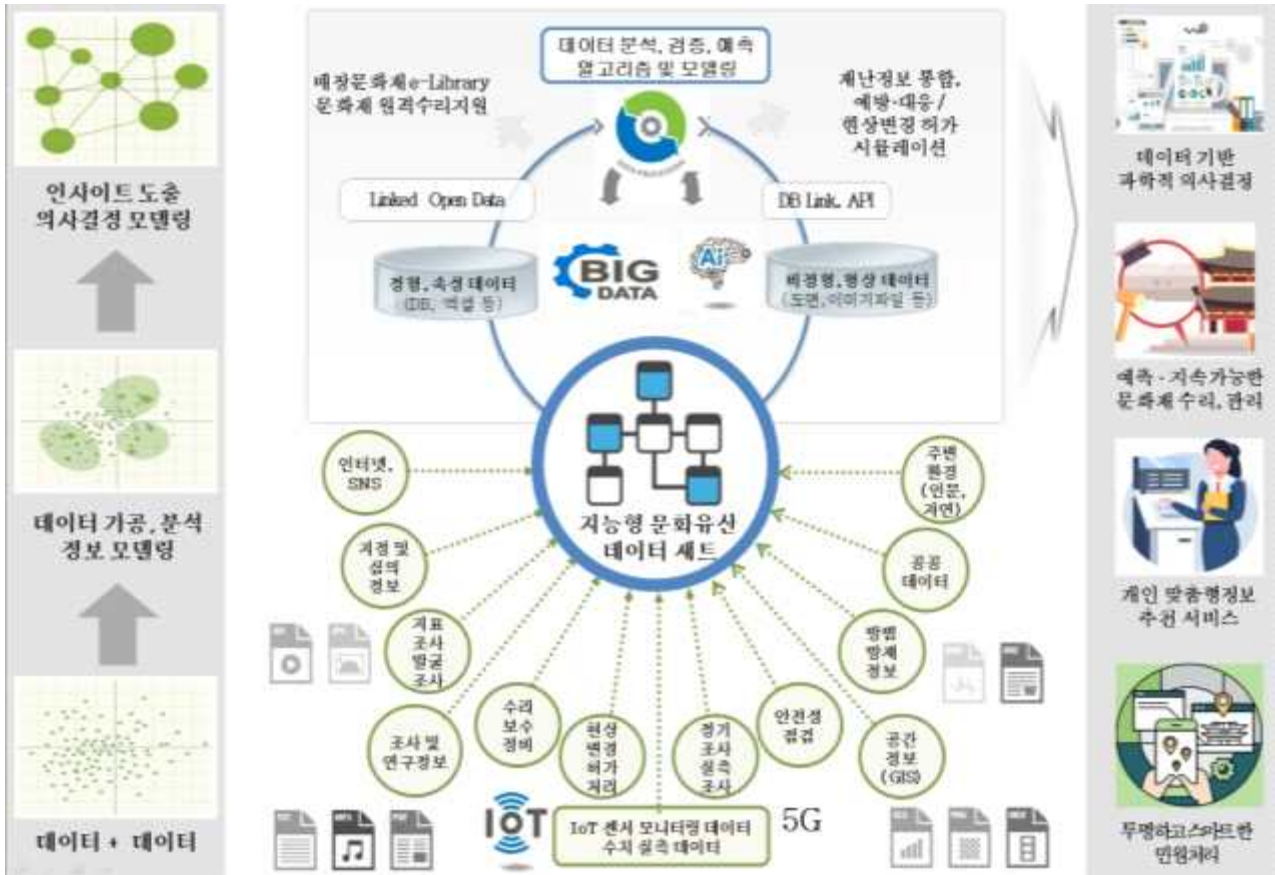 인사이트 도출
의사결정 모델링
데이터 가공, 분석
정보 모델링
데이터 + 데이터
데이터 분석, 검증, 예측
알고리즘 및 모델링
매장문화재 e-Library
문화재 원격수리지원
재난정보 통합,
예방·대응 /
현상변경 허가
시뮬레이션
Linked Open Data
DB Link, API
정형, 속성 데이터
(DB, 엑셀 등)
BIG
DATA
Ai
비정형, 형상 데이터
(도면, 이미지파일 등)
지능형 문화유산
데이터 세트
인터넷,
SNS
지정 및
심의
정보
지표
조사
발굴
조사
조사 및
연구정보
수리
보수
정비
현상
변경
허가
처리
정기
조사
실측
조사
안전성
점검
공간
정보
(GIS)
방범
방재
정보
공공
데이터
주변
환경
(인문,
자연)
IoT
IoT 센서 모니터링 데이터
수치 실측 데이터
5G
데이터 기반
과학적 의사결정
예측 · 지속가능한
문화재 수리, 관리
개인 맞춤형정보
추천 서비스
투명하고스마트한
민원처리